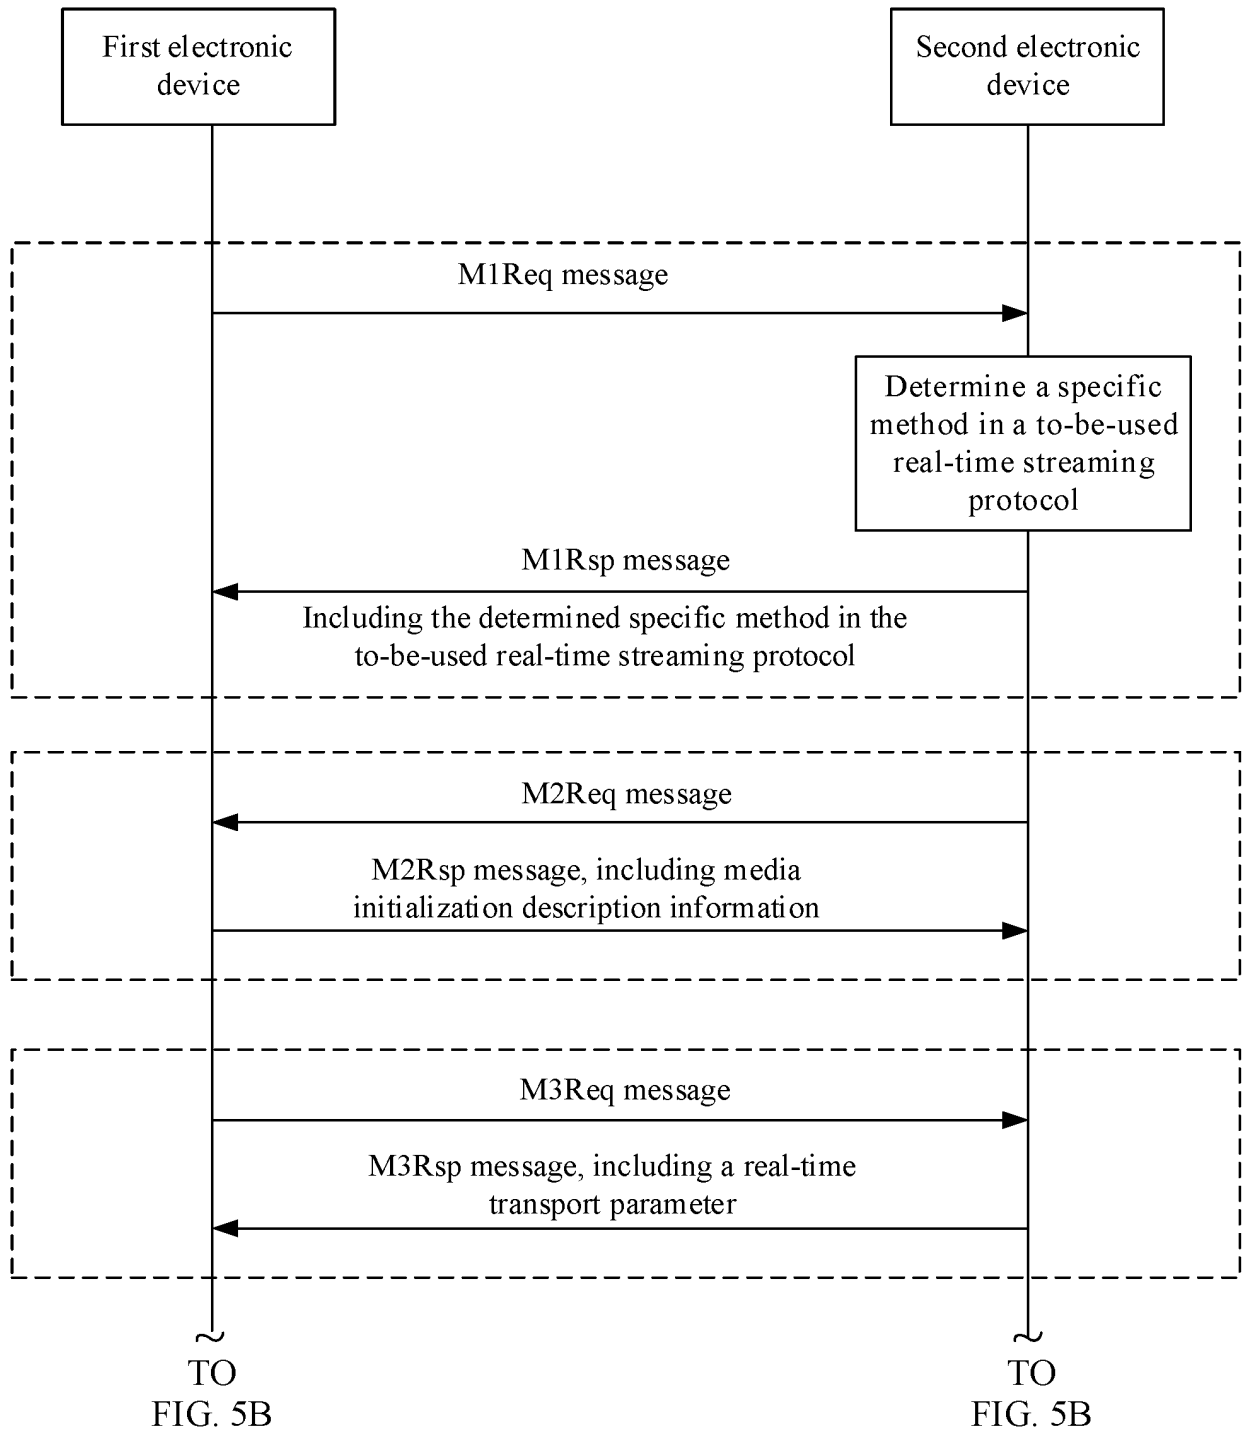 First electronic
device
Second electronic
device
M1Req message
Determine a specific
method in a to-be-used
real-time streaming
protocol
M1Rsp message
Including the determined specific method in the
to-be-used real-time streaming protocol
M2Req message
M2Rsp message, including media
initialization description information
M3Req message
M3Rsp message, including a real-time
transport parameter
TO
FIG. 5B
TO
FIG. 5B